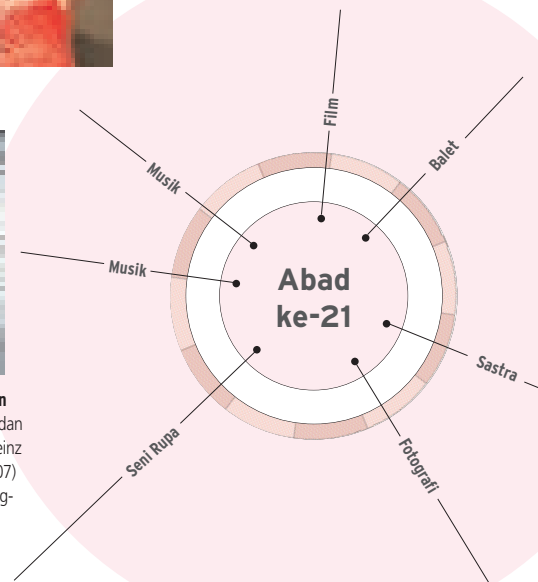 Film
Balet
Musik
Musik
Abad
ke-21
Sastra
Seni Rupa
Fotografi
n
dan
einz
07)
g-